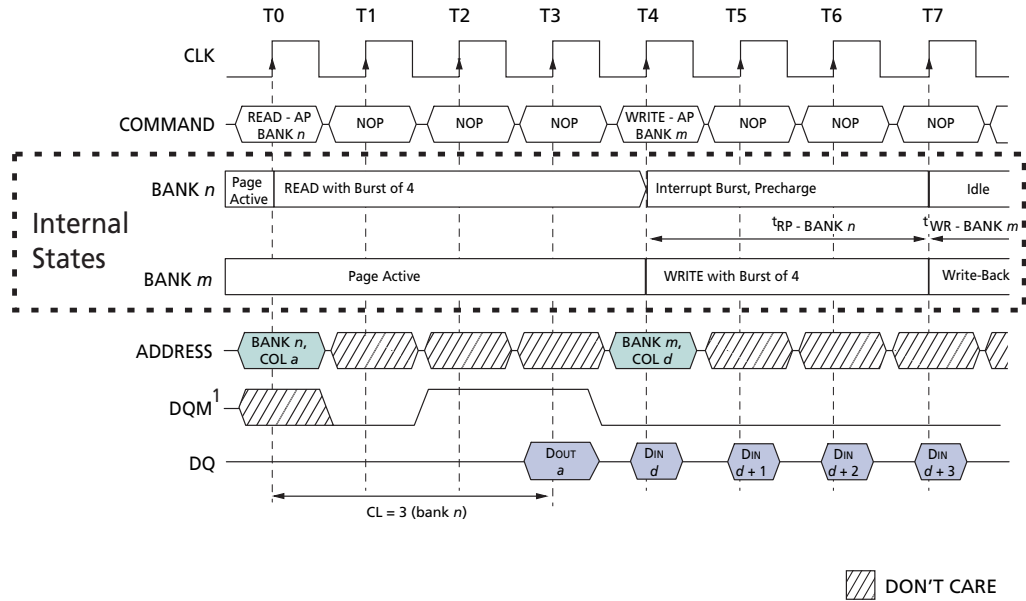 T0 T1 T2 T3 T4 T5 T6 T7
CLK
COMMAND
READ - AP
BANK n
NOP
NOP
NOP
WRITE - AP
BANK m
NOP
NOP
NOP
Internal
States
BANK n
Page
Active
READ with Burst of 4
Interrupt Burst, Precharge
Idle
tRP - BANK n
tWR - BANK m
BANK m
Page Active
WRITE with Burst of 4
Write-Back
ADDRESS
BANK n,
COL a
BANK m,
COL d
DQM1
DQ
DOUT
a
DIN
d
DIN
d + 1
DIN
d + 2
DIN
d + 3
CL = 3 (bank n)
DON'T CARE